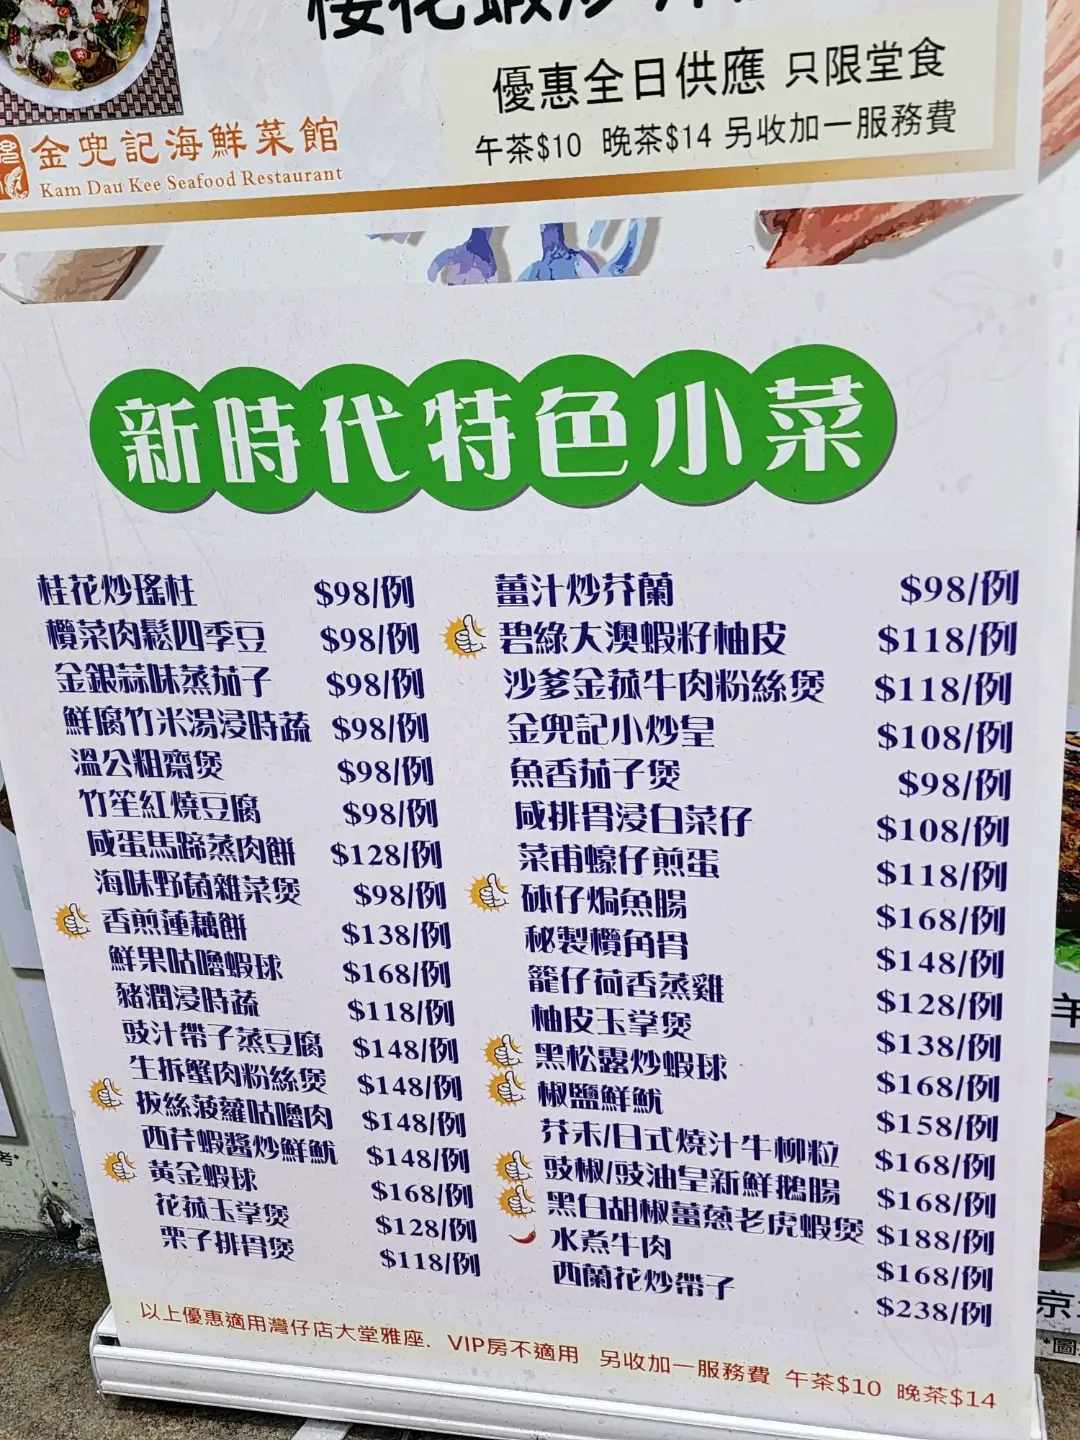 優惠全日供應 只限堂食
午茶$10 晚茶$14 另收加一服務費
金兜記海鮮菜館
Kam Dau Kee Seafood Restaurant
新時代特色小菜
桂花炒瑤柱 $98/例
欖菜肉鬆四季豆 $98/例
金銀蒜味蒸茄子 $98/例
鮮腐竹米湯浸時蔬 $98/例
溫公粗齋煲 $98/例
竹笙紅燒豆腐 $98/例
咸蛋馬蹄蒸肉餅 $128/例
海味野菌雜菜煲 $98/例
香煎蓮藕餅 $138/例
鮮果咕嚕蝦球 $168/例
豬潤浸時蔬 $118/例
豉汁帶子蒸豆腐 $148/例
生拆蟹肉粉絲煲 $148/例
扳絲菠蘿咕嚕肉 $148/例
西芹蝦醬炒鮮魷 $148/例
黃金蝦球 $168/例
花菰玉掌煲 $128/例
栗子排骨煲 $118/例
薑汁炒芥蘭 $98/例
碧綠大澳蝦籽柚皮 $118/例
沙爹金菰牛肉粉絲煲 $118/例
金兜記小炒皇 $108/例
魚香茄子煲 $98/例
咸排骨浸白菜仔 $108/例
菜甫蠔仔煎蛋 $118/例
砵仔焗魚腸 $168/例
秘製欖角骨 $148/例
籠仔荷香蒸雞 $128/例
柚皮玉掌煲 $138/例
黑松露炒蝦球 $168/例
椒鹽鮮魷 $158/例
芥末/日式燒汁牛柳粒 $168/例
豉椒/豉油皇新鮮鵝腸 $168/例
黑白胡椒薑蔥老虎蝦煲 $188/例
水煮牛肉 $168/例
西蘭花炒帶子 $238/例
以上優惠適用灣仔店大堂雅座. VIP房不適用 另收加一服務費 午茶$10 晚茶$14